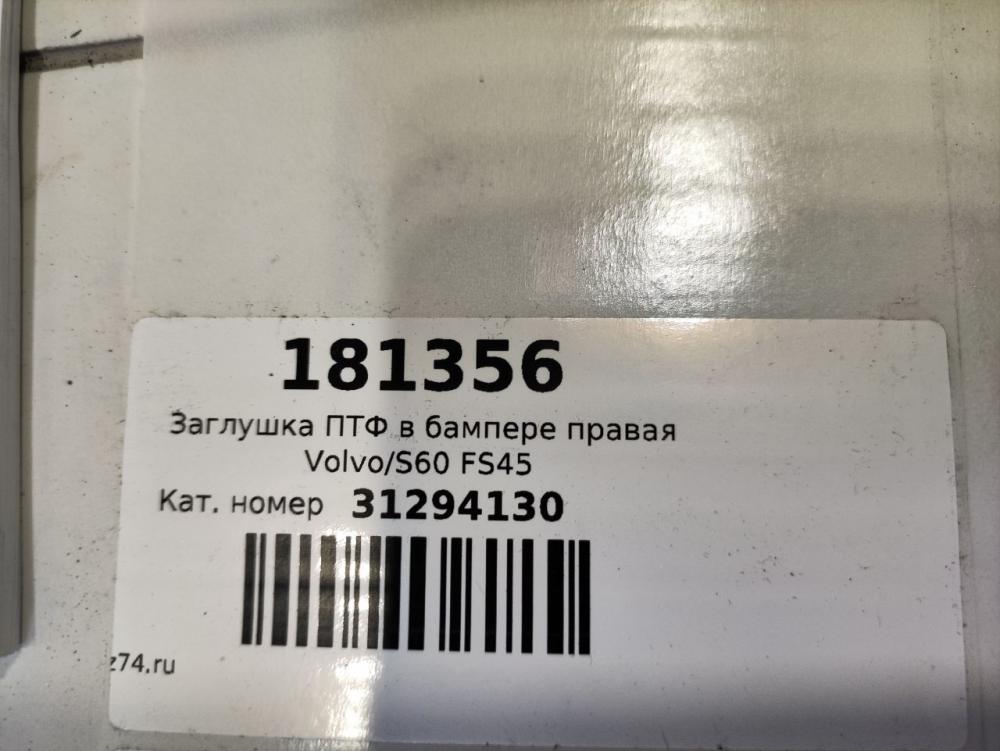 181356
Заглушка ПТФ в бампере правая
Volvo/S60 FS45
Кат. номер 31294130
z74.ru